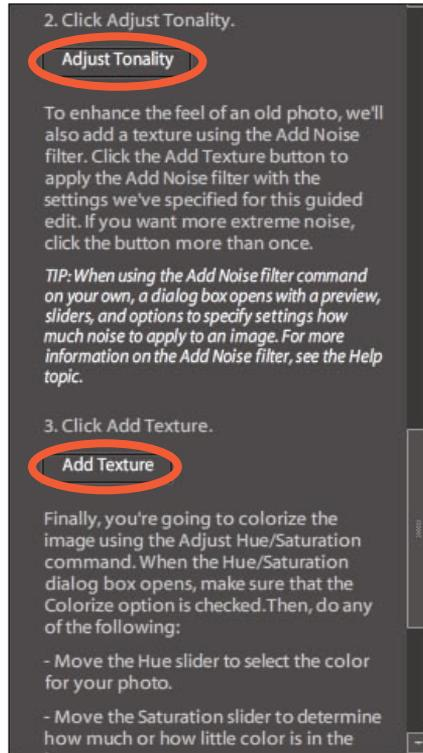 2. Click Adjust Tonality.
Adjust Tonality
To enhance the feel of an old photo, we'll
also add a texture using the Add Noise
filter. Click the Add Texture button to
apply the Add Noise filter with the
settings we've specified for this guided
edit. If you want more extreme noise,
click the button more than once.
TIP: When using the Add Noise filter command
on your own, a dialog box opens with a preview,
sliders, and options to specify settings how
much noise to apply to an image. For more
information on the Add Noise filter, see the Help
topic.
3. Click Add Texture.
Add Texture
Finally, you're going to colorize the
image using the Adjust Hue/Saturation
command. When the Hue/Saturation
dialog box opens, make sure that the
Colorize option is checked.Then, do any
of the following:
- Move the Hue slider to select the color
for your photo.
- Move the Saturation slider to determine
how much or how little color is in the